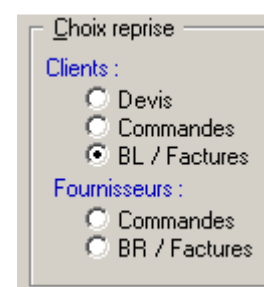 Choix reprise
Clients :
Devis
Commandes
BL / Factures
Fournisseurs :
Commandes
BR / Factures